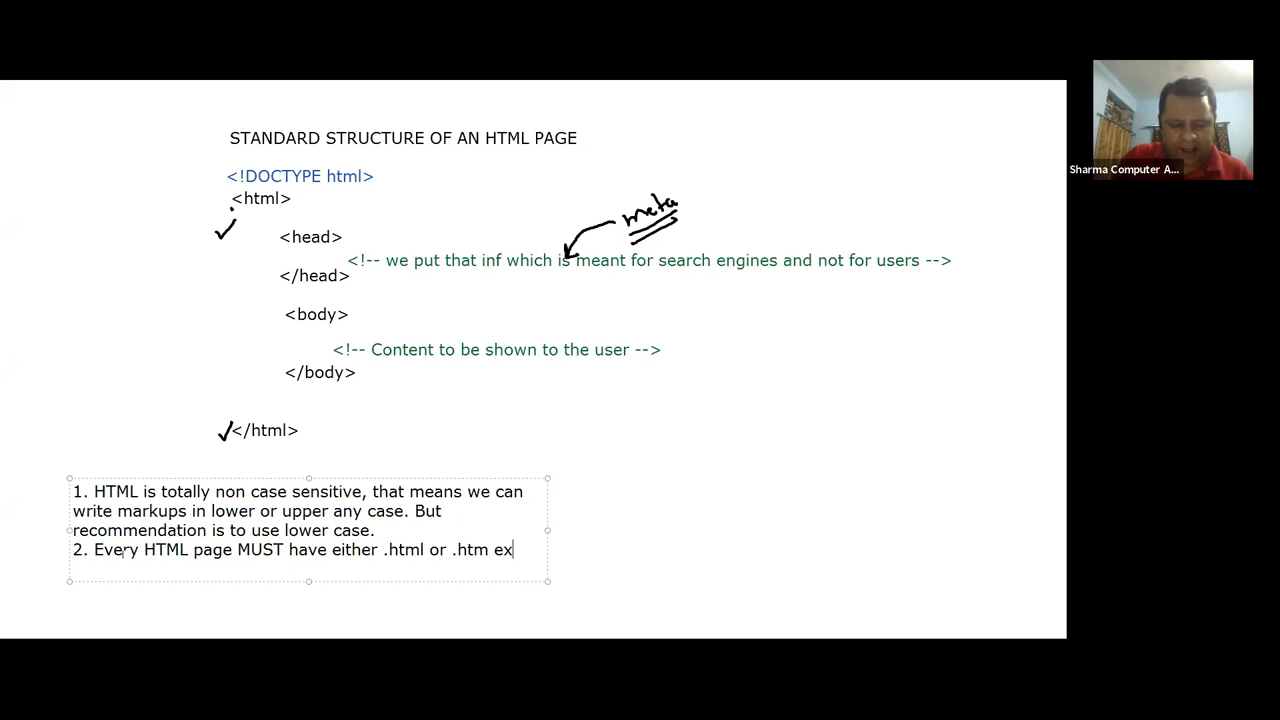 STANDARD STRUCTURE OF AN HTML PAGE
<!DOCTYPE html>
<html>
meta
<head>
<!-- we put that inf which is meant for search engines and not for users -->
</head>
<body>
<!-- Content to be shown to the user -->
</body>
</html>
1. HTML is totally non case sensitive, that means we can
write markups in lower or upper any case. But
recommendation is to use lower case.
2. Every HTML page MUST have either .html or .htm ex
Sharma Computer A...